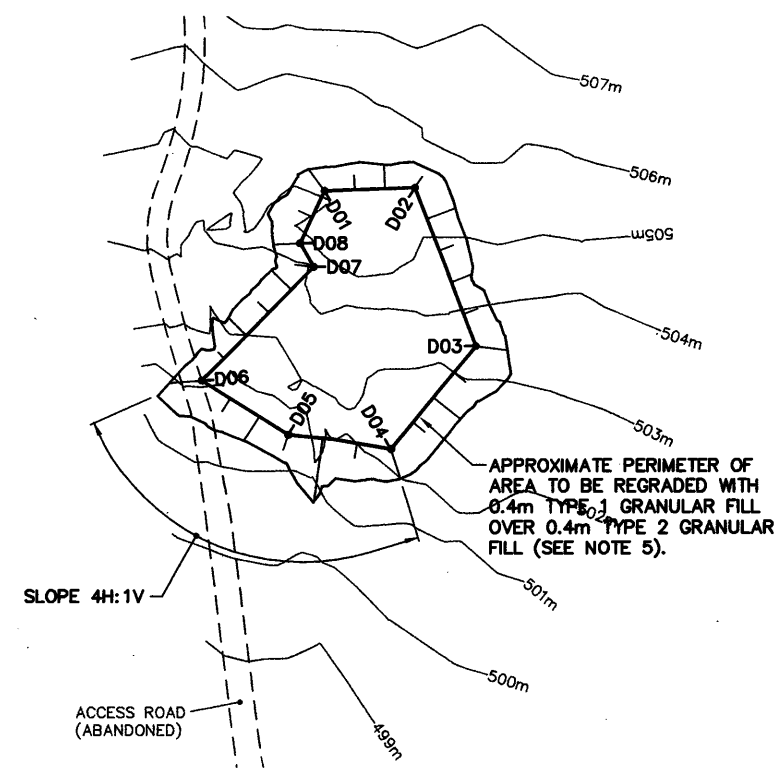 507m
506m
505m
D01
D02
D08
D07
504m
D03
D06
D05
D04
503m
APPROXIMATE PERIMETER OF
AREA TO BE REGRADED WITH
0.4m TYPE 1 GRANULAR FILL
502m
OVER 0.4m TYPE 2 GRANULAR
FILL (SEE NOTE 5).
501m
SLOPE 4H:1V
500m
ACCESS ROAD
(ABANDONED)
499m